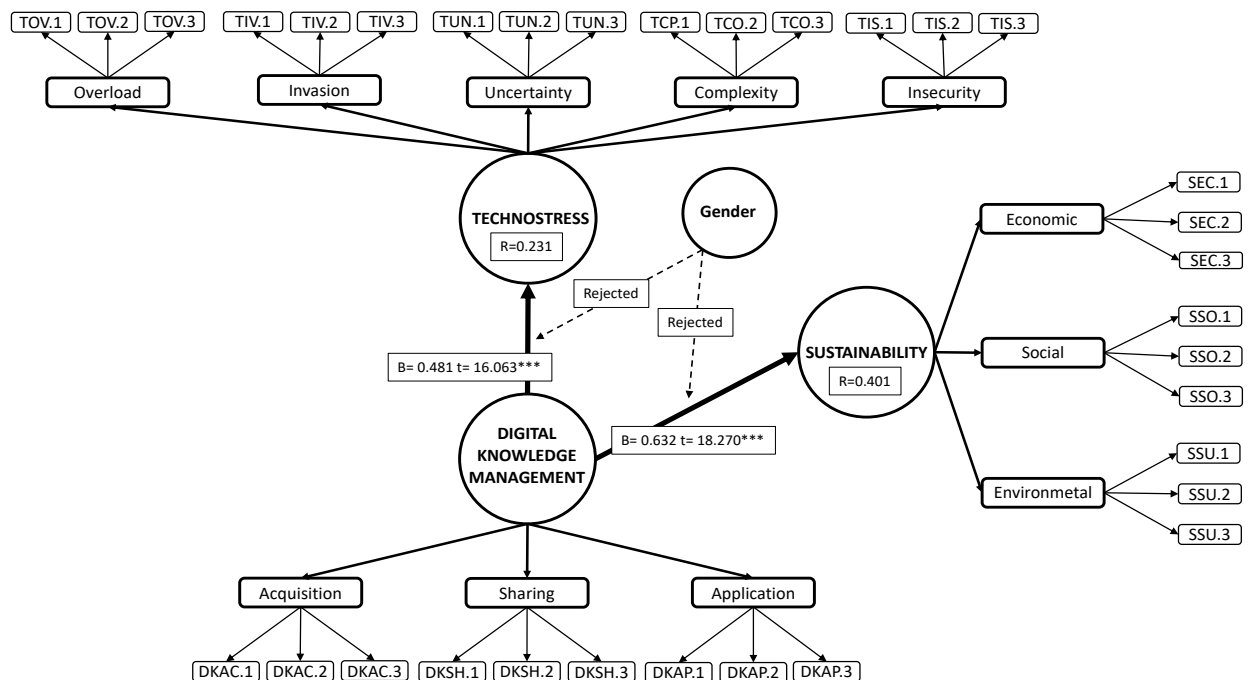 TOV.1
TOV.2
TOV.3
TIV.1
TIV.2
TIV.3
TUN.1
TUN.2
TUN.3
TCP.1
TCO.2
TCO.3
TIS.1
TIS.2
TIS.3
Overload
Invasion
Uncertainty
Complexity
Insecurity
TECHNOSTRESS
R=0.231
Gender
Rejected
Rejected
SEC.1
SEC.2
SEC.3
Economic
SUSTAINABILITY
R=0.401
Social
SSO.1
SSO.2
SSO.3
B= 0.481 t= 16.063***
B= 0.632 t= 18.270***
DIGITAL
KNOWLEDGE
MANAGEMENT
Environmetal
SSU.1
SSU.2
SSU.3
Acquisition
Sharing
Application
DKAC.1
DKAC.2
DKAC.3
DKSH.1
DKSH.2
DKSH.3
DKAP.1
DKAP.2
DKAP.3